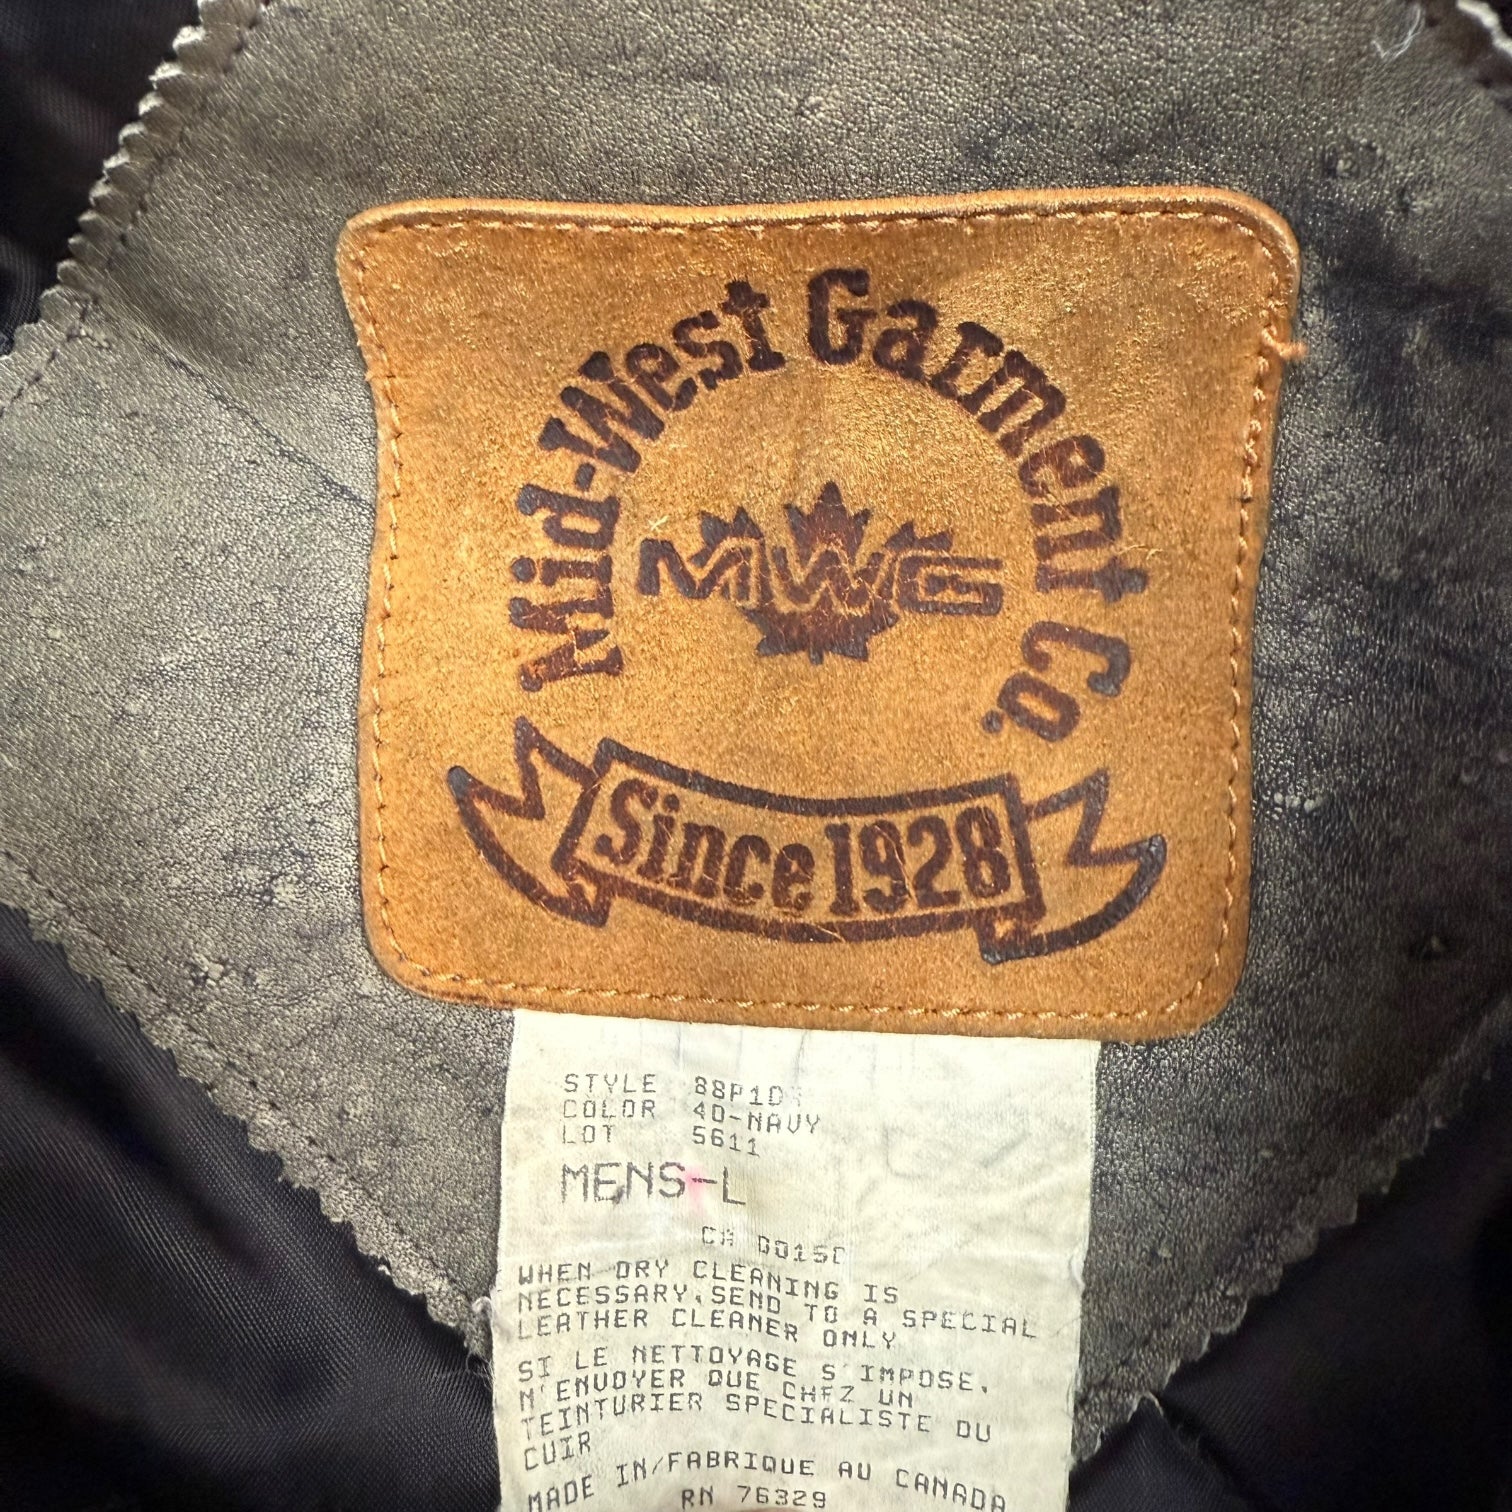 Mid-West Garment Co.
MWG
Since 1928
STYLE
COLOR 40-NAVY
LOT 5611
MENS-L
CA
WHEN DRY CLEANING IS
NECESSARY, SEND TO A SPECIAL
LEATHER CLEANER ONLY
SI LE NETTOYAGE S'IMPOSE,
N'ENVOYER QUE CHEZ UN
TEINTURIER SPECIALISTE DU
CUIR
MADE IN/FABRIQUE AU CANADA
RN 76329